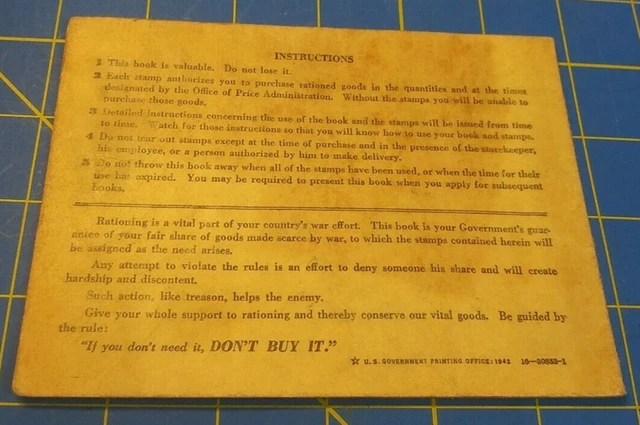 INSTRUCTIONS
1 This book is valuable. Do not lose it.
2 Each stamp authorizes you to purchase rationed goods in the quantities and at the times
designated by the Office of Price Administration. Without the stamps you will be unable to
purchase those goods.
3 Detailed instructions concerning the use of the book and the stamps will be issued from time
to time. Watch for those instructions so that you will know how to use your book and stamps.
4 Do not tear out stamps except at the time of purchase and in the presence of the storekeeper,
his employee, or a person authorized by him to make delivery.
5 Do not throw this book away when all of the stamps have been used, or when the time for their
use has expired. You may be required to present this book when you apply for subsequent
books.
Rationing is a vital part of your country's war effort. This book is your Government's guar-
antee of your fair share of goods made scarce by war, to which the stamps contained herein will
be assigned as the need arises.
Any attempt to violate the rules is an effort to deny someone his share and will create
hardship and discontent.
Such action, like treason, helps the enemy.
Give your whole support to rationing and thereby conserve our vital goods. Be guided by
the rule:
"If you don't need it, DON'T BUY IT."
☆ U.S. GOVERNMENT PRINTING OFFICE: 1942 16—30853-1